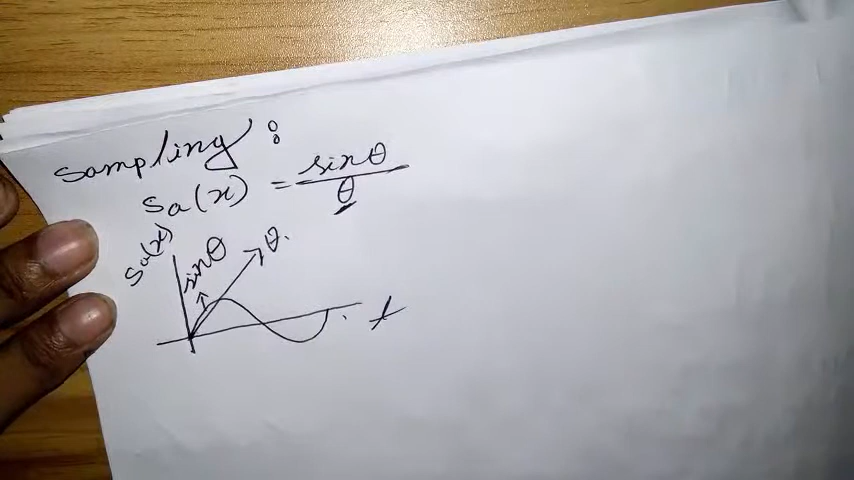 Sampling :
Sa(x) = sinθ / θ
Sa(x)
sinθ
θ
t